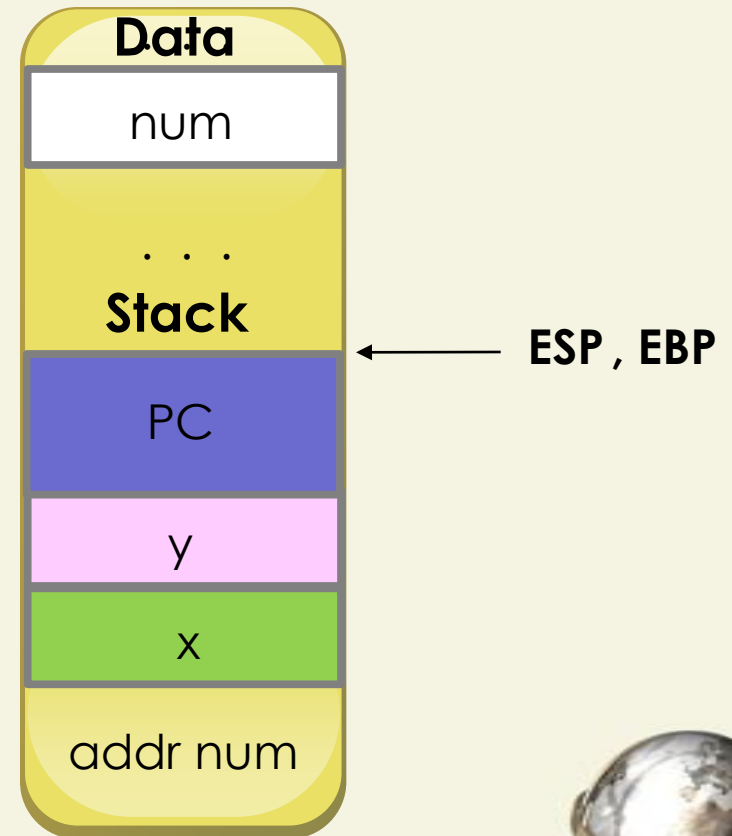 Data
num
. . .
Stack
ESP , EBP
PC
y
x
addr num